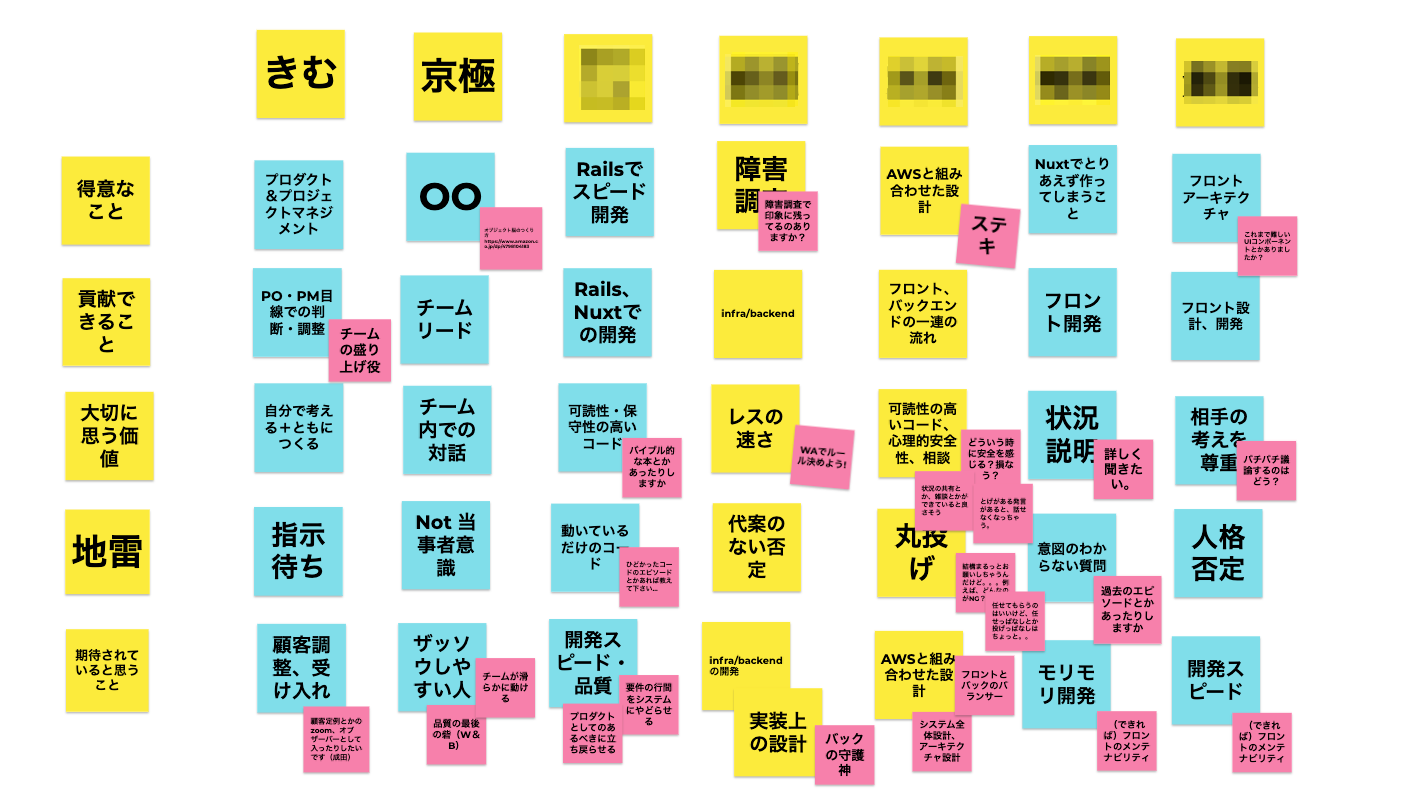 きむ
京極
得意な
こと
プロダクト
＆プロジェ
クトマネジ
メント
OO
オブジェクト脳のつくり
方
Railsで
スピード
開発
障害
調査
障害調査で
印象に残っ
てるのあり
ますか？
AWSと組み
合わせた設
計
ステ
キ
Nuxtでとり
あえず作っ
てしまうこ
と
フロント
アーキテク
チャ
これまで難しい
UIコンポーネン
トとかありまし
たか？
貢献で
きるこ
と
PO・PM目
線での判
断・調整
チーム
の盛り
上げ役
チーム
リード
Rails、
Nuxtで
の開発
infra/backend
フロント、
バックエン
ドの一連の
流れ
フロン
ト開発
フロント設
計、開発
大切に
思う価
値
自分で考え
る＋ともに
つくる
チーム
内での
対話
可読性・保
守性の高い
コード
バイブル的
な本とか
あったりし
ますか
レスの
速さ
WAでルー
ル決めよう!
可読性の高
いコード、
心理的安全
性、相談
どういう時
に安全を感
じる？損な
う？
状況の共有と
か、雑談とかが
できていると良
さそう
とげがある発言
があると、話せ
なくなっちゃ
う。
状況
説明
詳しく
聞きた
い。
相手の
考えを
尊重
バチバチ議
論するのは
どう？
地雷
指示
待ち
Not 当
事者意
識
動いている
だけのコー
ド
ひどかったコー
ドのエピソード
とかあれば教え
て下さい...
代案の
ない否
定
丸投
げ
結構まるっとお
願いしちゃうん
だけど。。。例
えば、どんなの
がNG？
任せてもらうの
はいいけど、任
せっぱなしとか
投げっぱなしは
ちょっと。。
意図のわか
らない質問
過去のエピ
ソードとか
あったりし
ますか
人格
否定
期待されて
いると思う
こと
顧客調
整、受
け入れ
顧客定例とかの
zoom、オブ
ザーバーとして
入ったりしたい
です（成田）
ザッソ
ウしや
すい人
チームが滑
らかに動け
る
品質の最後
の砦（W＆
B）
開発ス
ピード・
品質
要件の行間
をシステム
にやどらせ
る
プロダクト
としてのあ
るべきに立
ち戻らせる
infra/backend
の開発
実装上
の設計
バック
の守護
神
AWSと組み
合わせた設
計
フロントと
バックのバ
ランサー
システム全
体設計、
アーキテク
チャ設計
モリモ
リ開発
（できれ
ば）フロン
トのメンテ
ナビリティ
開発ス
ピード
（できれ
ば）フロン
トのメンテ
ナビリティ